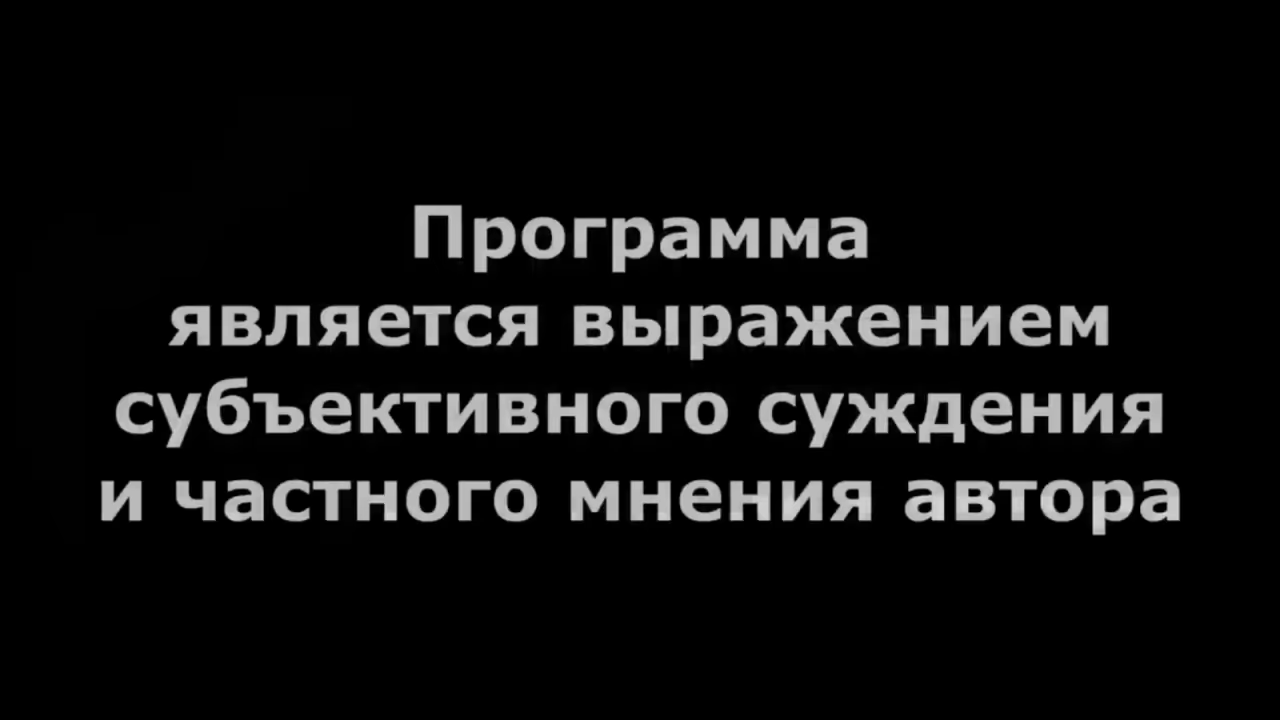 Программа
является выражением
субъективного суждения
и частного мнения автора